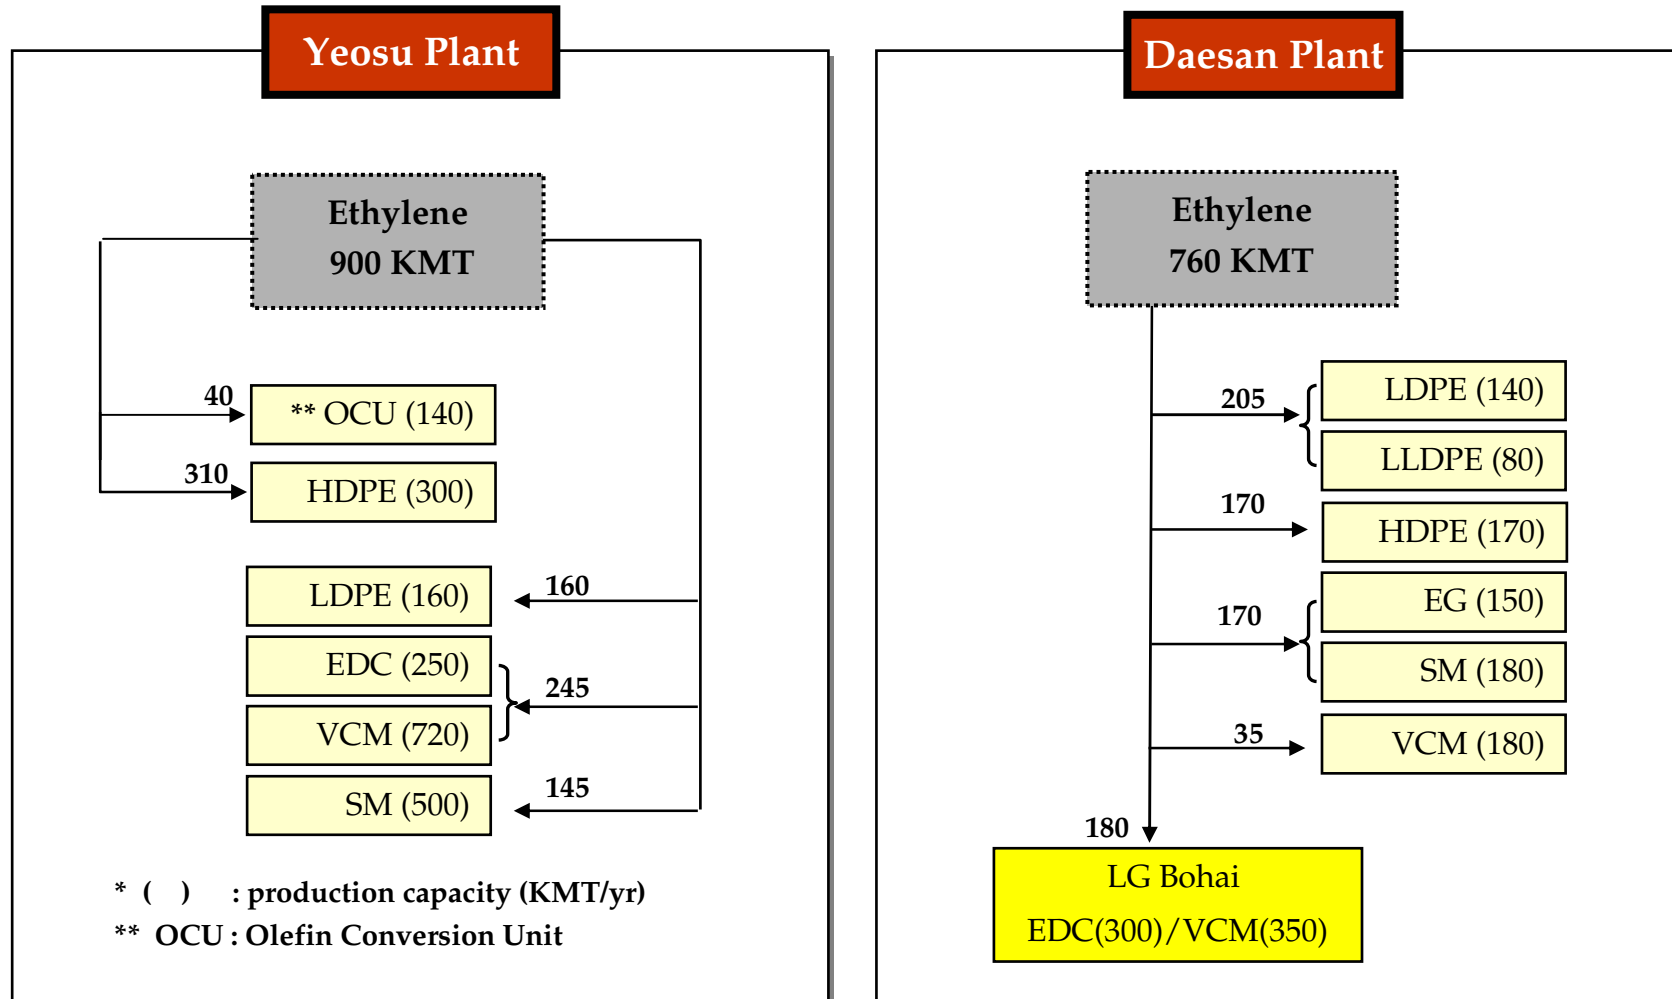 Yeosu Plant
Ethylene
900 KMT
40
** OCU (140)
310
HDPE (300)
LDPE (160)
160
EDC (250)
245
VCM (720)
SM (500)
145
* ( ) : production capacity (KMT/yr)
** OCU : Olefin Conversion Unit
Daesan Plant
Ethylene
760 KMT
205
LDPE (140)
LLDPE (80)
170
HDPE (170)
EG (150)
170
SM (180)
35
VCM (180)
180
LG Bohai
EDC(300)/VCM(350)